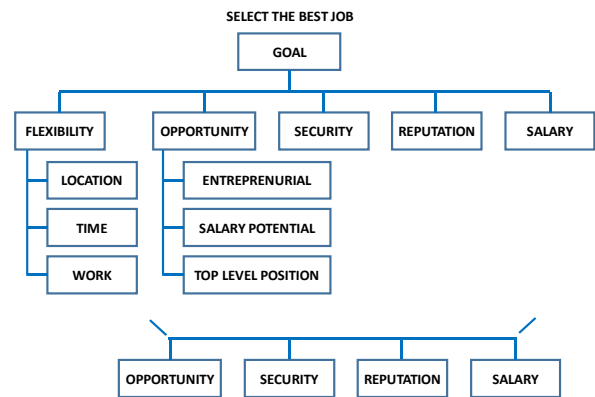 SELECT THE BEST JOB
GOAL
FLEXIBILITY
OPPORTUNITY
SECURITY
REPUTATION
SALARY
LOCATION
ENTREPRENURIAL
TIME
SALARY POTENTIAL
WORK
TOP LEVEL POSITION
OPPORTUNITY
SECURITY
REPUTATION
SALARY